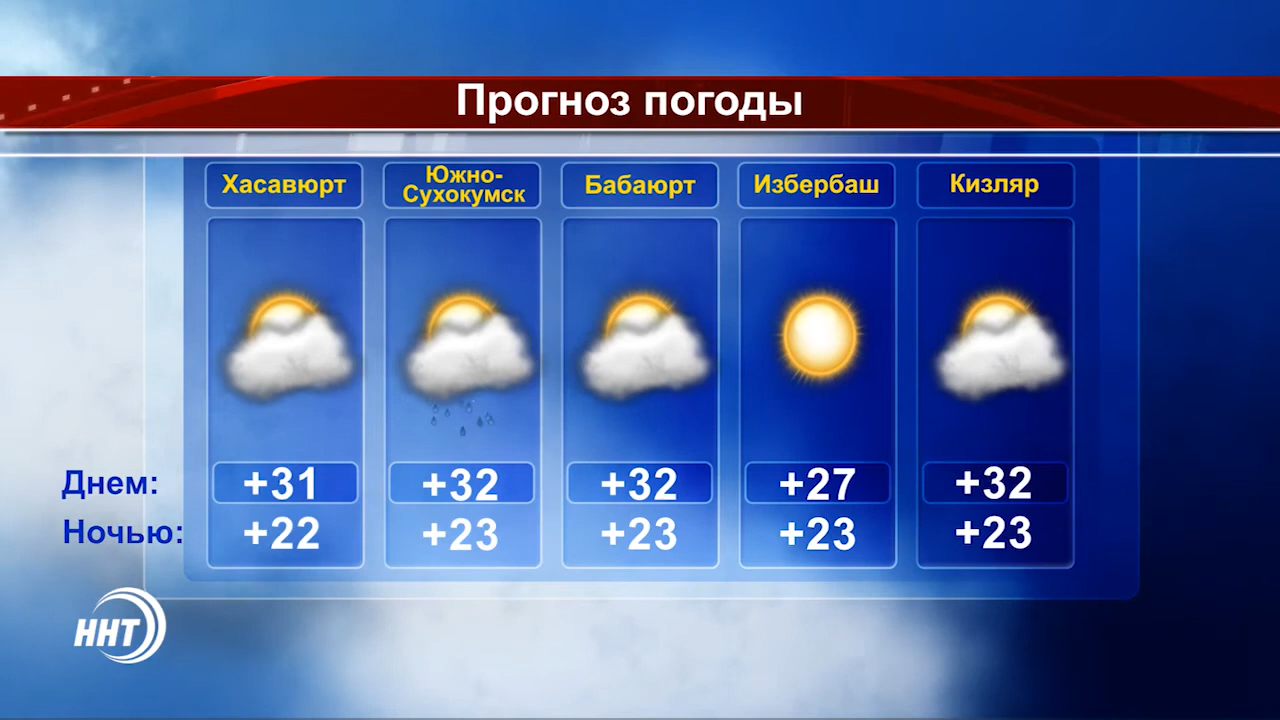 Прогноз погоды
Хасавюрт
Южно-
Сухокумск
Бабаюрт
Избербаш
Кизляр
Днем: +31 +32 +32 +27 +32
Ночью: +22 +23 +23 +23 +23
ННТ